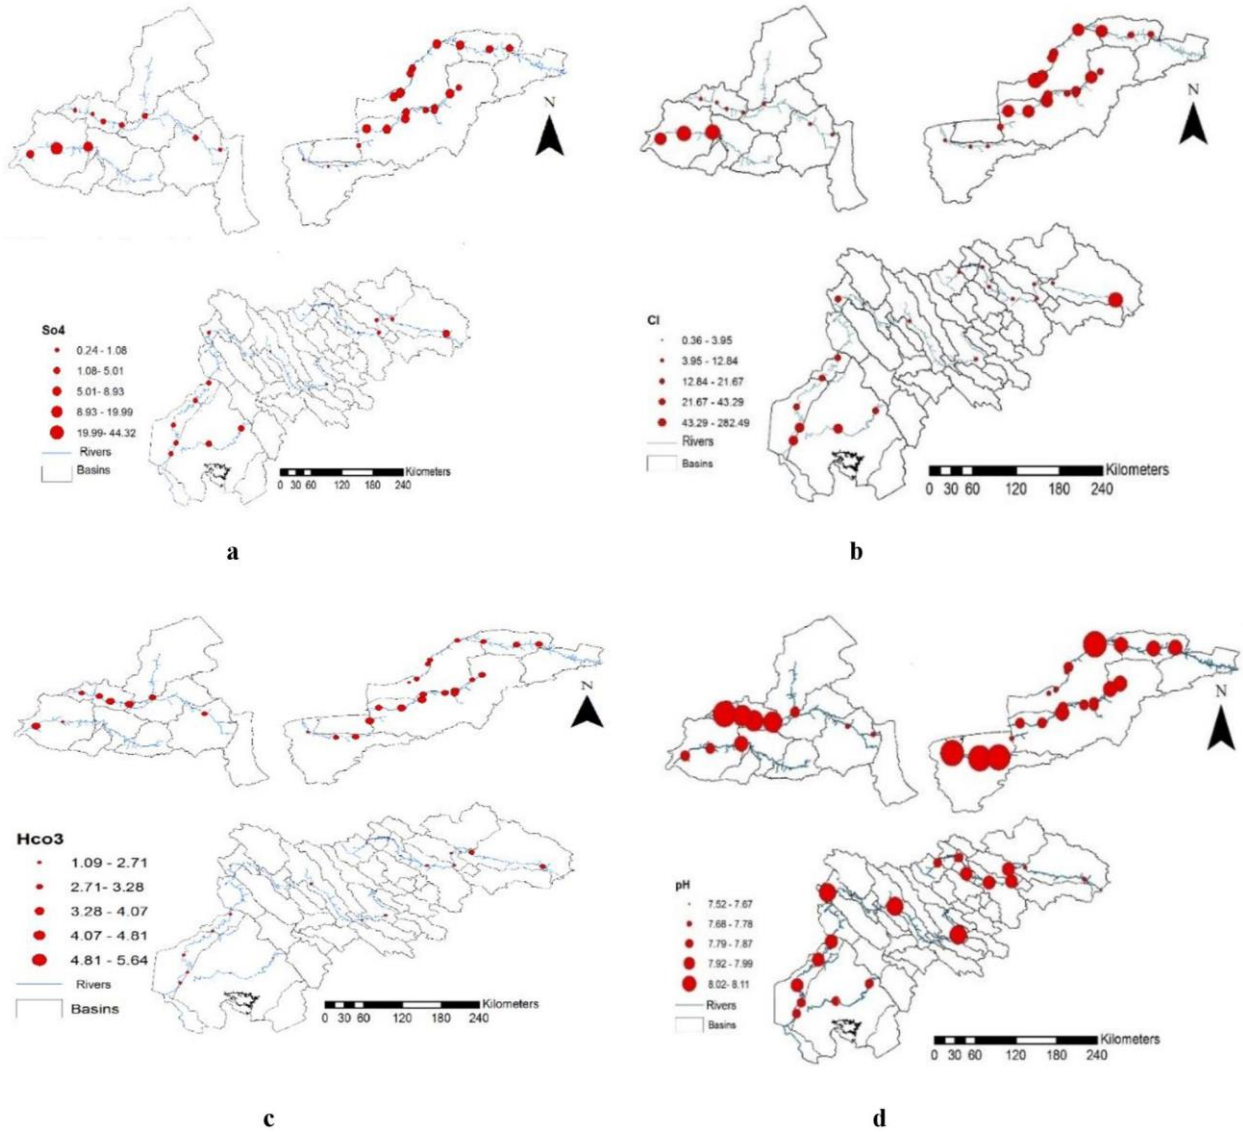 N
So4
0.24 - 1.08
1.08- 5.01
5.01- 8.93
8.93 - 19.99
19.99- 44.32
Rivers
Basins
Kilometers
0 30 60 120 180 240
a
N
Cl
0.36 - 3.95
3.95 - 12.84
12.84 - 21.67
21.67 - 43.29
43.29 - 282.49
Rivers
Basins
Kilometers
0 30 60 120 180 240
b
N
Hco3
1.09 - 2.71
2.71- 3.28
3.28 - 4.07
4.07 - 4.81
4.81 - 5.64
Rivers
Basins
Kilometers
0 30 60 120 180 240
c
N
pH
7.52 - 7.67
7.68 - 7.78
7.79 - 7.87
7.92 - 7.99
8.02- 8.11
Rivers
Basins
Kilometers
0 30 60 120 180 240
d